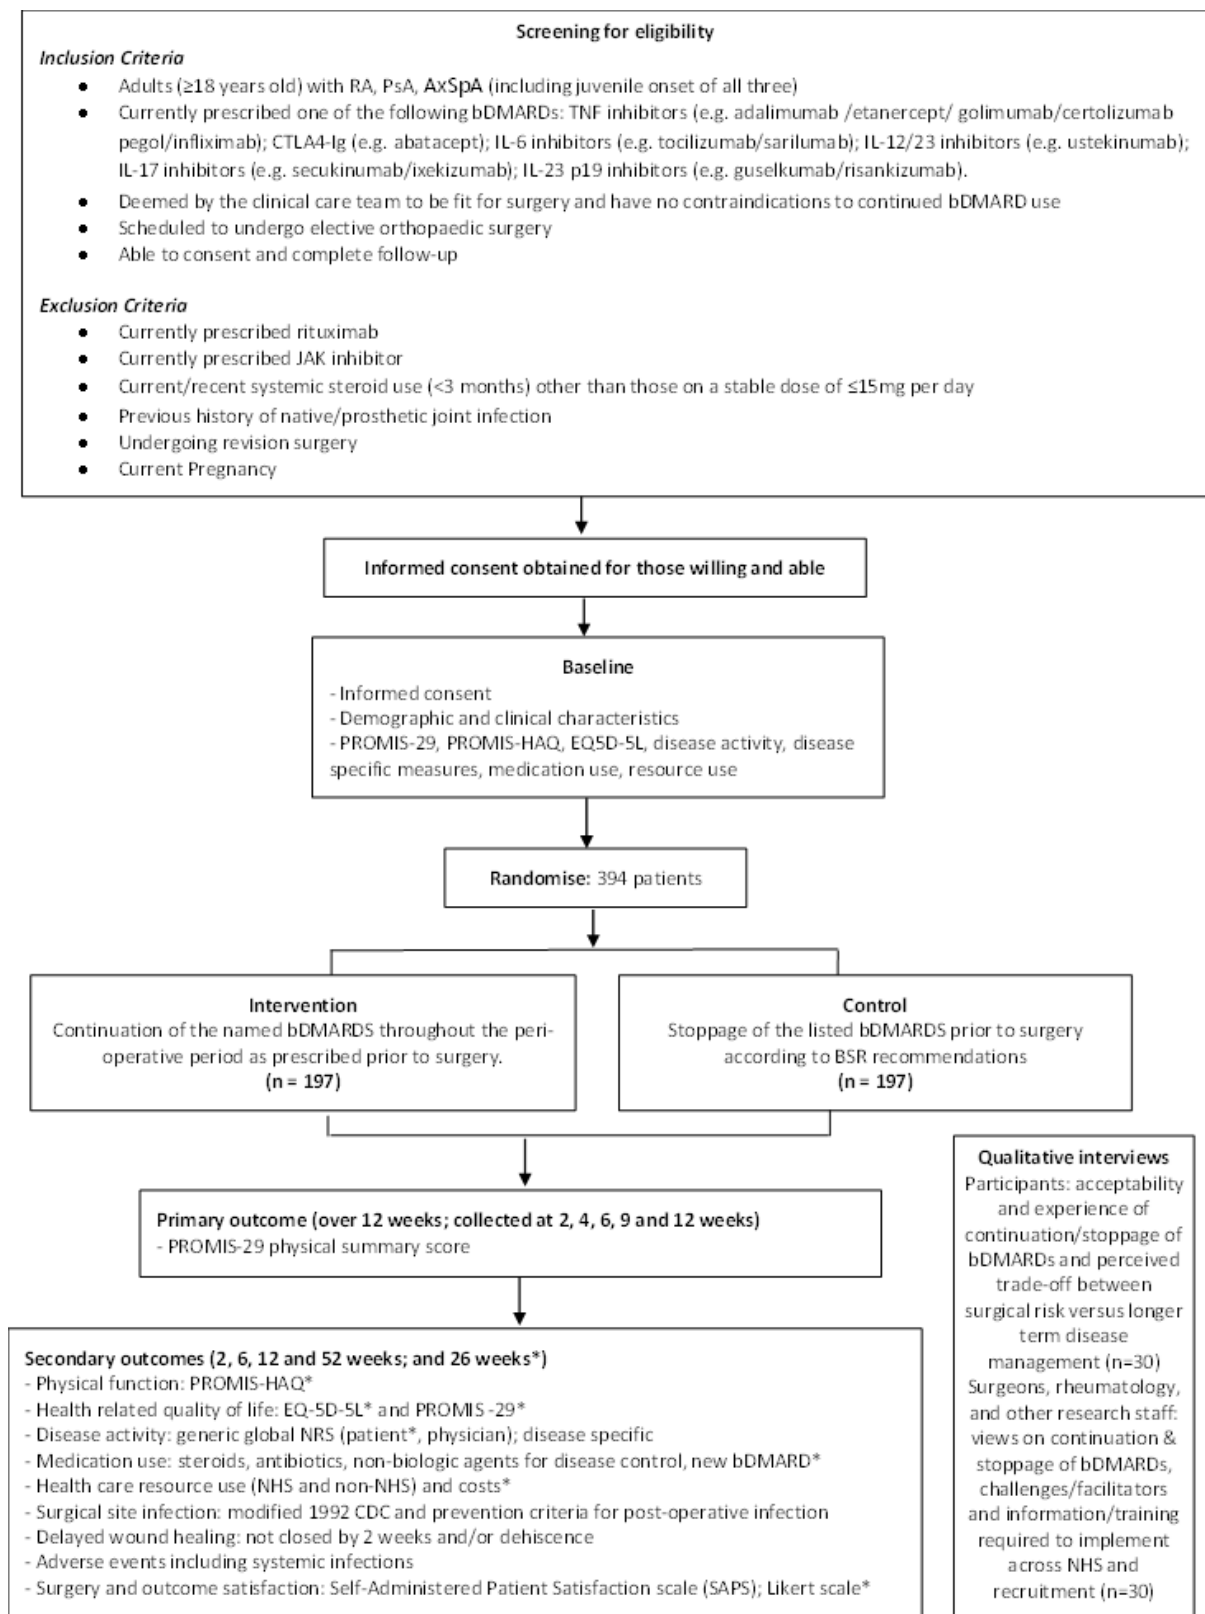 Screening for eligibility
Inclusion Criteria
● Adults (≥18 years old) with RA, PsA, AxSpA (including juvenile onset of all three)
● Currently prescribed one of the following bDMARDs: TNF inhibitors (e.g. adalimumab /etanercept/ golimumab/certolizumab
pegol/infliximab); CTLA4-Ig (e.g. abatacept); IL-6 inhibitors (e.g. tocilizumab/sarilumab); IL-12/23 inhibitors (e.g. ustekinumab);
IL-17 inhibitors (e.g. secukinumab/ixekizumab); IL-23 p19 inhibitors (e.g. guselkumab/risankizumab).
● Deemed by the clinical care team to be fit for surgery and have no contraindications to continued bDMARD use
● Scheduled to undergo elective orthopaedic surgery
● Able to consent and complete follow-up
Exclusion Criteria
● Currently prescribed rituximab
● Currently prescribed JAK inhibitor
● Current/recent systemic steroid use (<3 months) other than those on a stable dose of ≤15mg per day
● Previous history of native/prosthetic joint infection
● Undergoing revision surgery
● Current Pregnancy
Informed consent obtained for those willing and able
Baseline
- Informed consent
- Demographic and clinical characteristics
- PROMIS-29, PROMIS-HAQ, EQ5D-5L, disease activity, disease
specific measures, medication use, resource use
Randomise: 394 patients
Intervention
Continuation of the named bDMARDS throughout the peri-
operative period as prescribed prior to surgery.
(n = 197)
Control
Stoppage of the listed bDMARDS prior to surgery
according to BSR recommendations
(n = 197)
Primary outcome (over 12 weeks; collected at 2, 4, 6, 9 and 12 weeks)
- PROMIS-29 physical summary score
Secondary outcomes (2, 6, 12 and 52 weeks; and 26 weeks*)
- Physical function: PROMIS-HAQ*
- Health related quality of life: EQ-5D-5L* and PROMIS -29*
- Disease activity: generic global NRS (patient*, physician); disease specific
- Medication use: steroids, antibiotics, non-biologic agents for disease control, new bDMARD*
- Health care resource use (NHS and non-NHS) and costs*
- Surgical site infection: modified 1992 CDC and prevention criteria for post-operative infection
- Delayed wound healing: not closed by 2 weeks and/or dehiscence
- Adverse events including systemic infections
- Surgery and outcome satisfaction: Self-Administered Patient Satisfaction scale (SAPS); Likert scale*
Qualitative interviews
Participants: acceptability
and experience of
continuation/stoppage of
bDMARDs and perceived
trade-off between
surgical risk versus longer
term disease
management (n=30)
Surgeons, rheumatology,
and other research staff:
views on continuation &
stoppage of bDMARDs,
challenges/facilitators
and information/training
required to implement
across NHS and
recruitment (n=30)